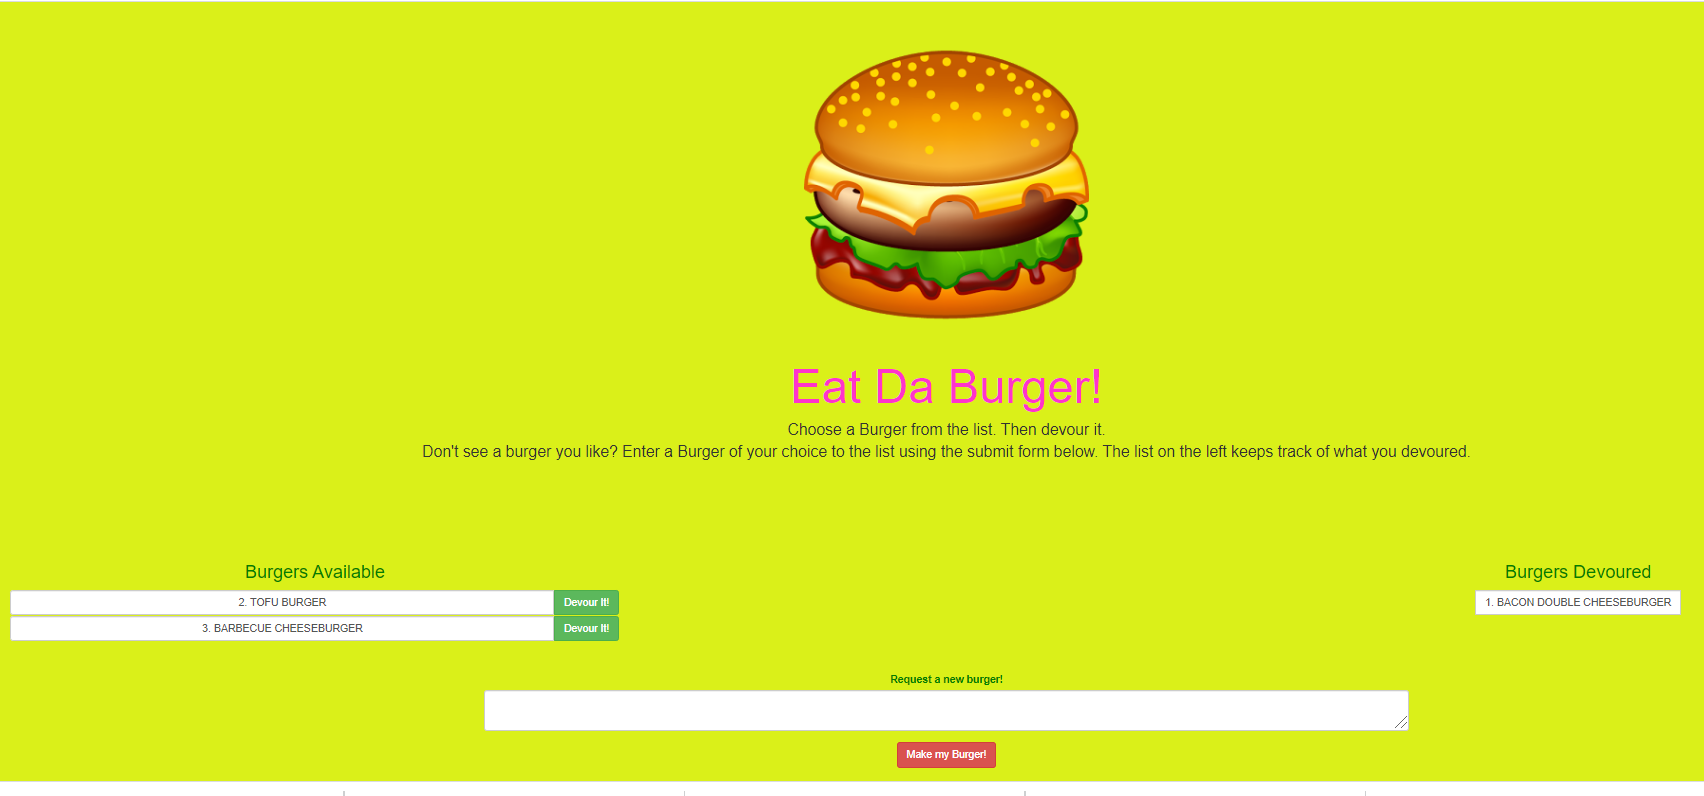 Eat Da Burger!
Choose a Burger from the list. Then devour it.
Don't see a burger you like? Enter a Burger of your choice to the list using the submit form below. The list on the left keeps track of what you devoured.
Burgers Available
2. TOFU BURGER Devour It!
3. BARBECUE CHEESEBURGER Devour It!
Burgers Devoured
1. BACON DOUBLE CHEESEBURGER
Request a new burger!
Make my Burger!